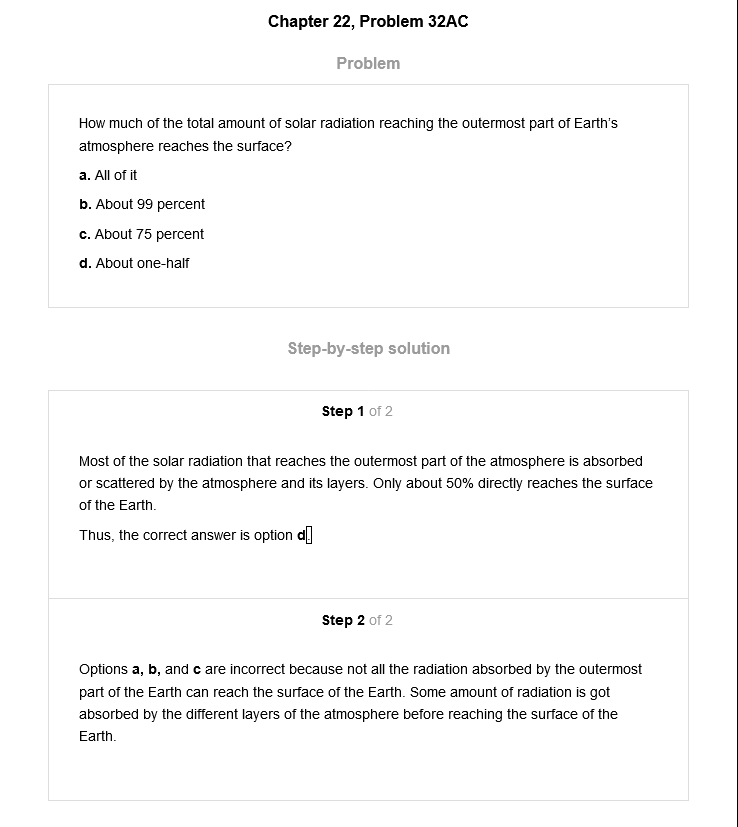 Chapter 22, Problem 32AC
Problem
How much of the total amount of solar radiation reaching the outermost part of Earth's
atmosphere reaches the surface?
a. All of it
b. About 99 percent
c. About 75 percent
d. About one-half
Step-by-step solution
Step 1 of 2
Most of the solar radiation that reaches the outermost part of the atmosphere is absorbed
or scattered by the atmosphere and its layers. Only about 50% directly reaches the surface
of the Earth.
Thus, the correct answer is option d.
Step 2 of 2
Options a, b, and c are incorrect because not all the radiation absorbed by the outermost
part of the Earth can reach the surface of the Earth. Some amount of radiation is got
absorbed by the different layers of the atmosphere before reaching the surface of the
Earth.